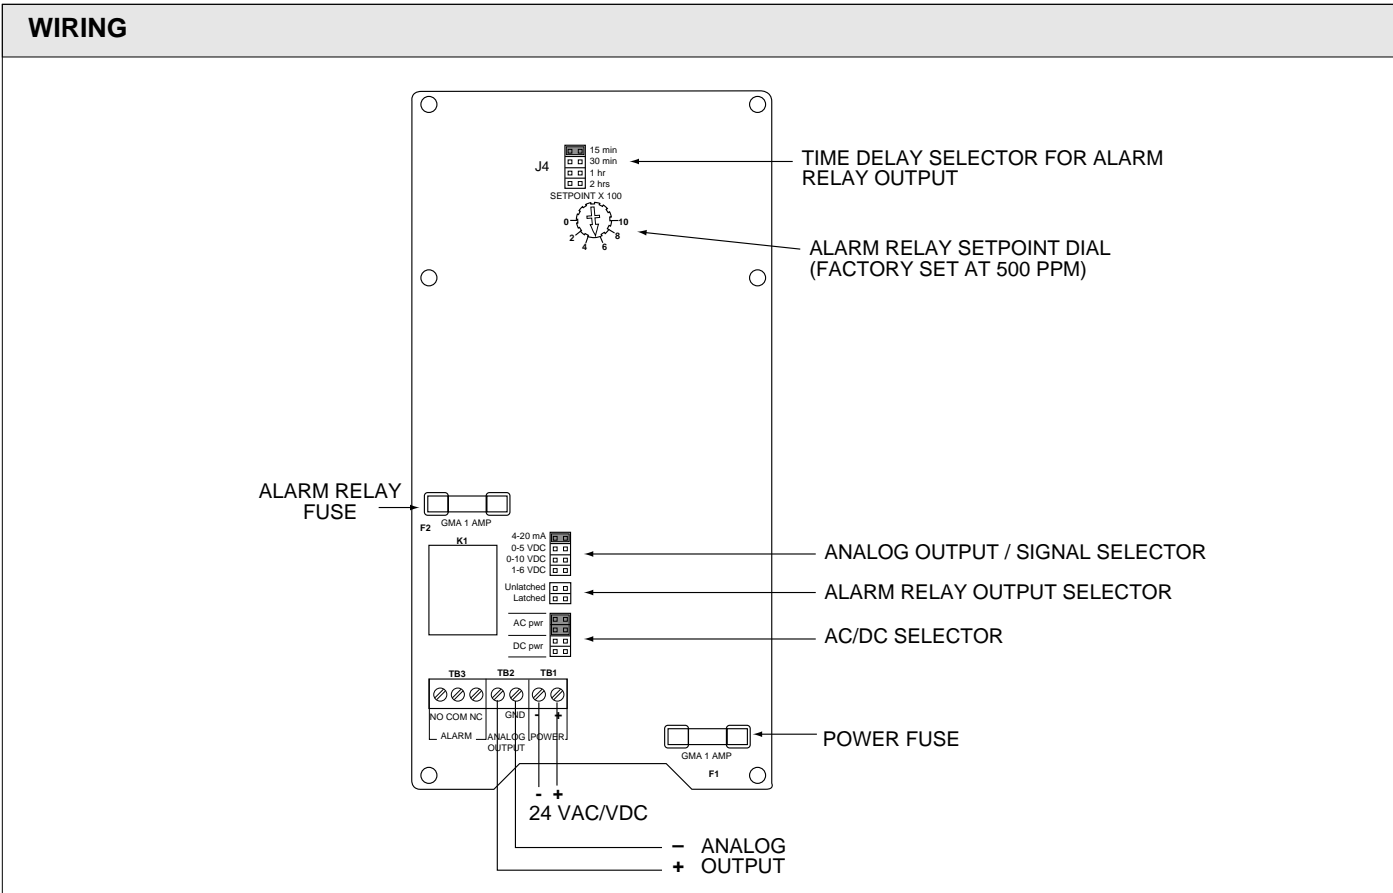 WIRING
J4
15 min
30 min
1 hr
2 hrs
TIME DELAY SELECTOR FOR ALARM
RELAY OUTPUT
SETPOINT X 100
0
2
4
6
8
10
ALARM RELAY SETPOINT DIAL
(FACTORY SET AT 500 PPM)
ALARM RELAY
FUSE
F2
GMA 1 AMP
K1
4-20 mA
0-5 VDC
0-10 VDC
1-6 VDC
ANALOG OUTPUT / SIGNAL SELECTOR
Unlatched
Latched
ALARM RELAY OUTPUT SELECTOR
AC pwr
DC pwr
AC/DC SELECTOR
TB3 TB2 TB1
NO COM NC GND - +
ALARM ANALOG OUTPUT POWER
POWER FUSE
GMA 1 AMP
F1
- +
24 VAC/VDC
– ANALOG
+ OUTPUT